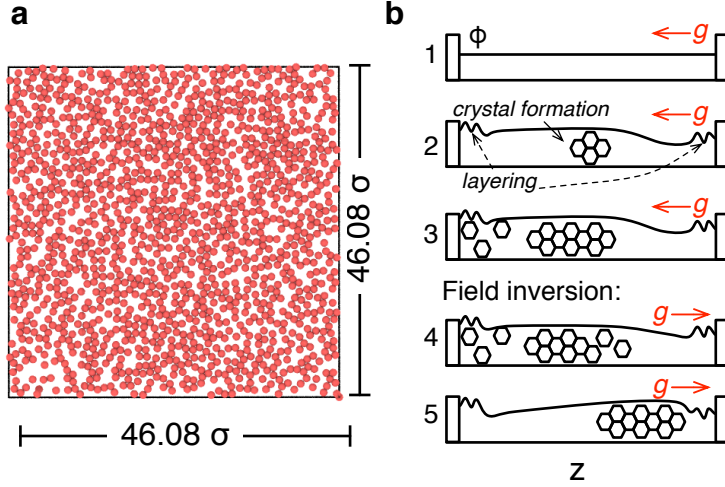 a
46.08 σ
46.08 σ
b
1
ϕ
g
2
crystal formation
g
layering
3
g
Field inversion:
4
g
5
g
z